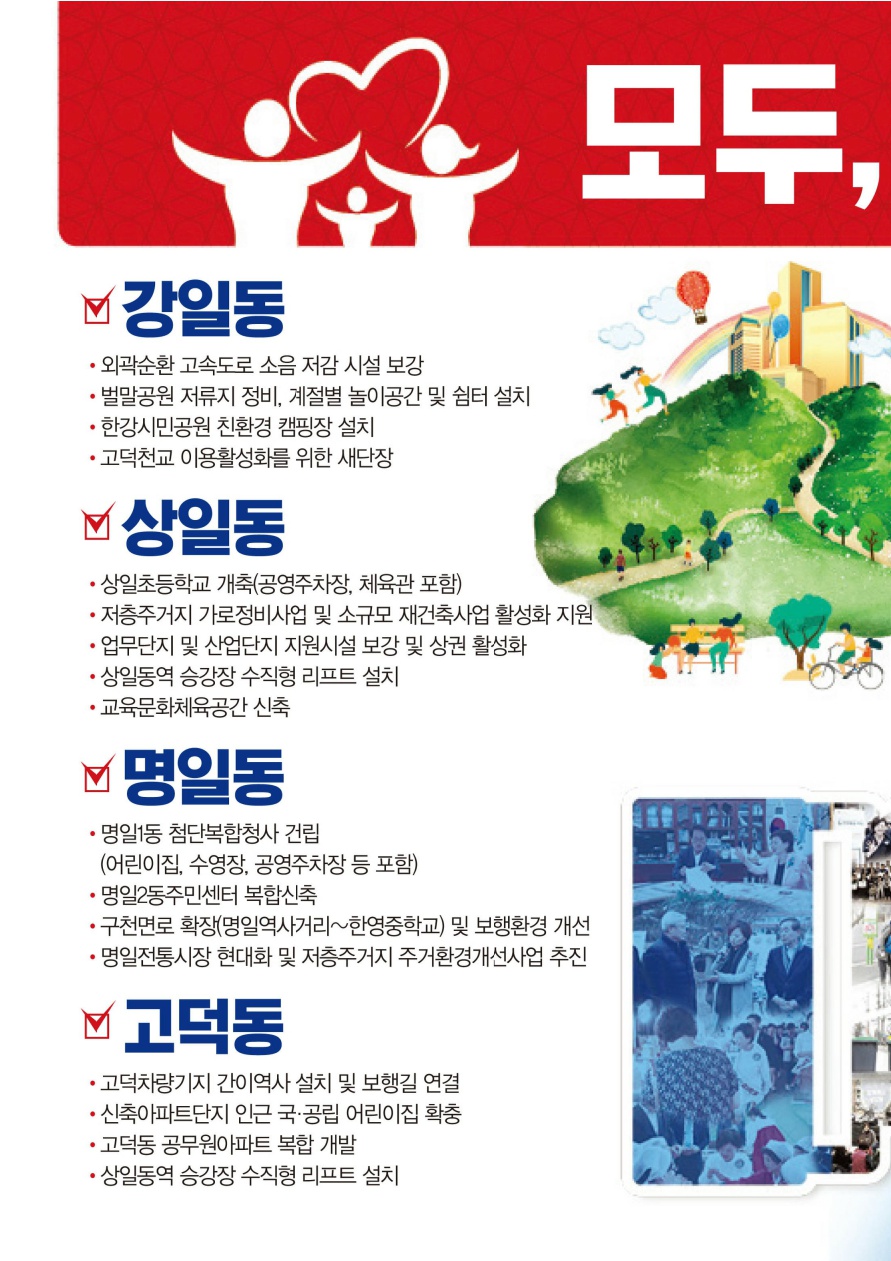 모두,
강일동
• 외곽순환 고속도로 소음 저감 시설 보강
• 벌말공원 저류지 정비, 계절별 놀이공간 및 쉼터 설치
• 한강시민공원 친환경 캠핑장 설치
• 고덕천교 이용활성화를 위한 새단장
상일동
• 상일초등학교 개축(공영주차장, 체육관 포함)
• 저층주거지 가로정비사업 및 소규모 재건축사업 활성화 지원
• 업무단지 및 산업단지 지원시설 보강 및 상권 활성화
• 상일동역 승강장 수직형 리프트 설치
• 교육문화체육공간 신축
명일동
• 명일1동 첨단복합청사 건립
(어린이집, 수영장, 공영주차장 등 포함)
• 명일2동주민센터 복합신축
• 구천면로 확장(명일역사거리~한영중학교) 및 보행환경 개선
• 명일전통시장 현대화 및 저층주거지 주거환경개선사업 추진
고덕동
• 고덕차량기지 간이역사 설치 및 보행길 연결
• 신축아파트단지 인근 국·공립 어린이집 확충
• 고덕동 공무원아파트 복합 개발
• 상일동역 승강장 수직형 리프트 설치